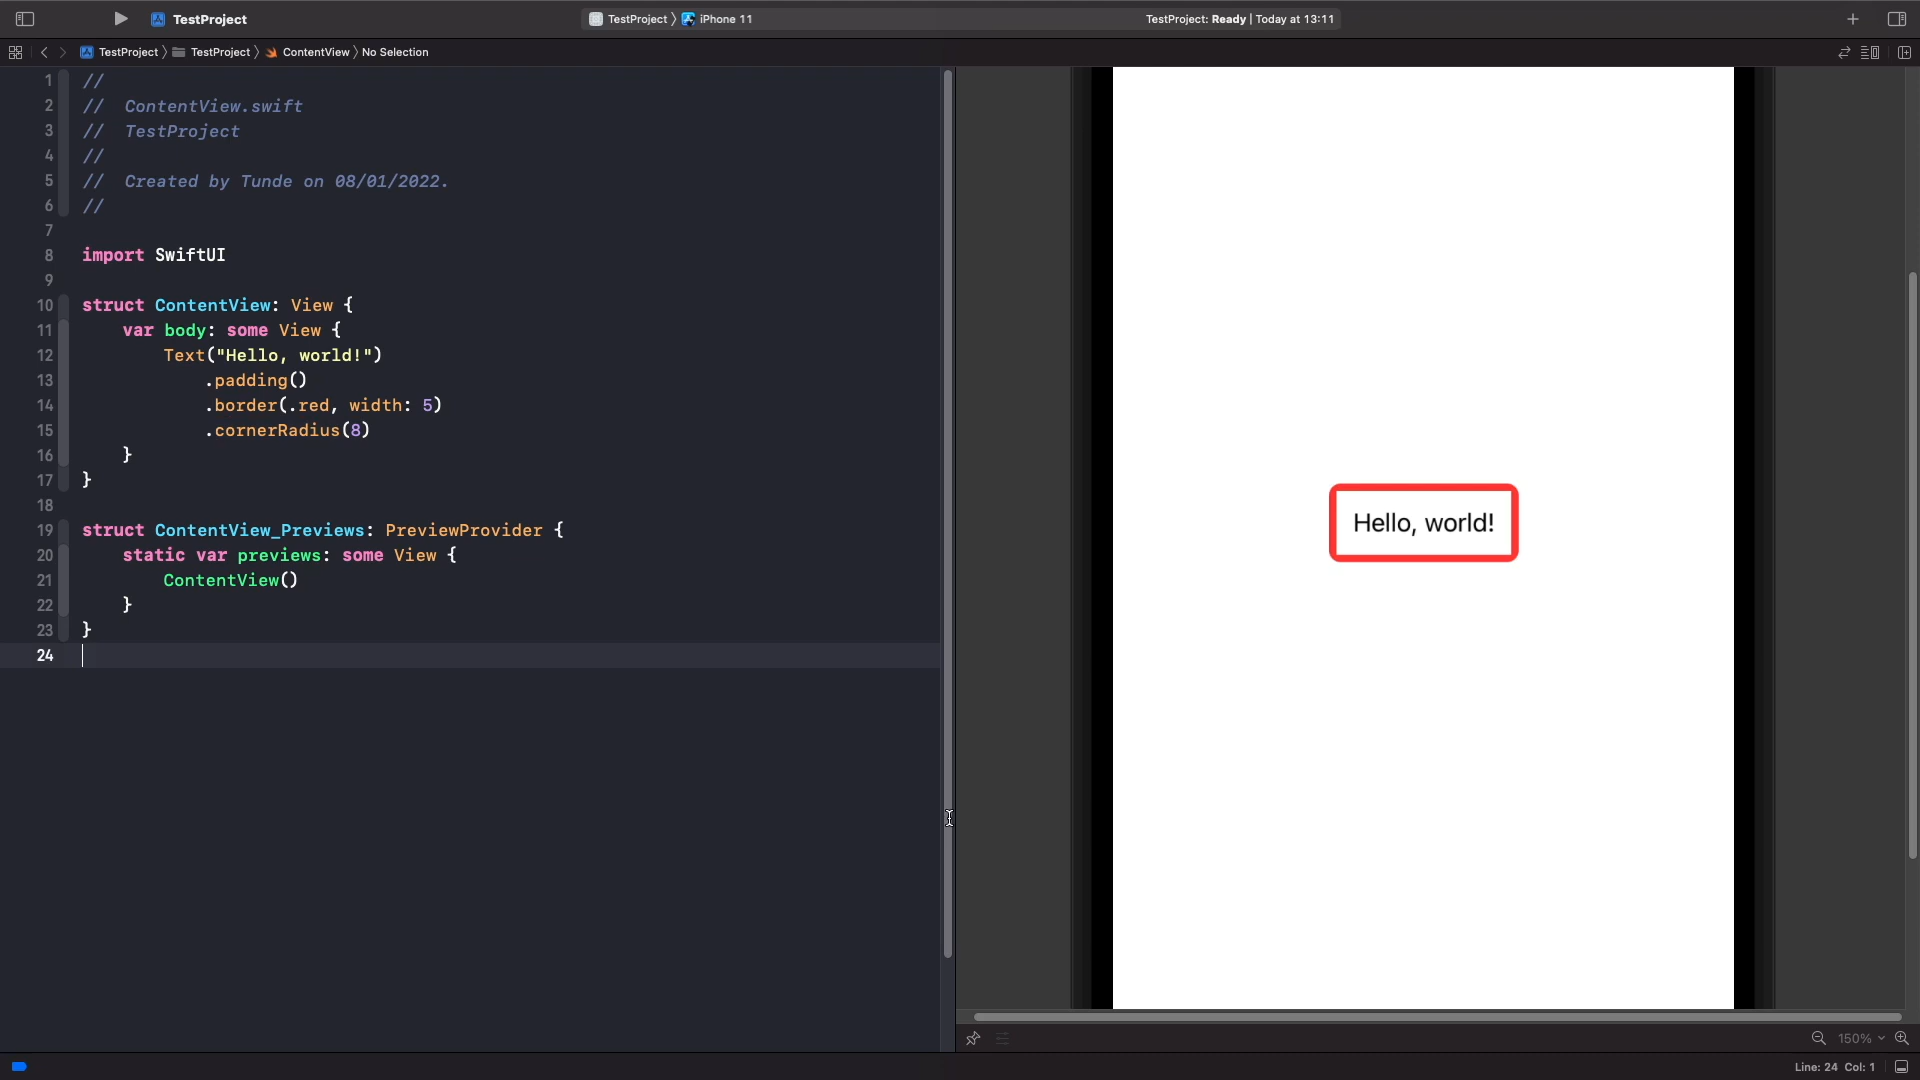 TestProject
TestProject 〉 iPhone 11
TestProject: Ready | Today at 13:11
TestProject 〉 TestProject 〉 ContentView 〉 No Selection
1 //
2 //  ContentView.swift
3 //  TestProject
4 //
5 //  Created by Tunde on 08/01/2022.
6 //
7
8 import SwiftUI
9
10 struct ContentView: View {
11     var body: some View {
12         Text("Hello, world!")
13             .padding()
14             .border(.red, width: 5)
15             .cornerRadius(8)
16     }
17 }
18
19 struct ContentView_Previews: PreviewProvider {
20     static var previews: some View {
21         ContentView()
22     }
23 }
24
Hello, world!
150%
Line: 24 Col: 1